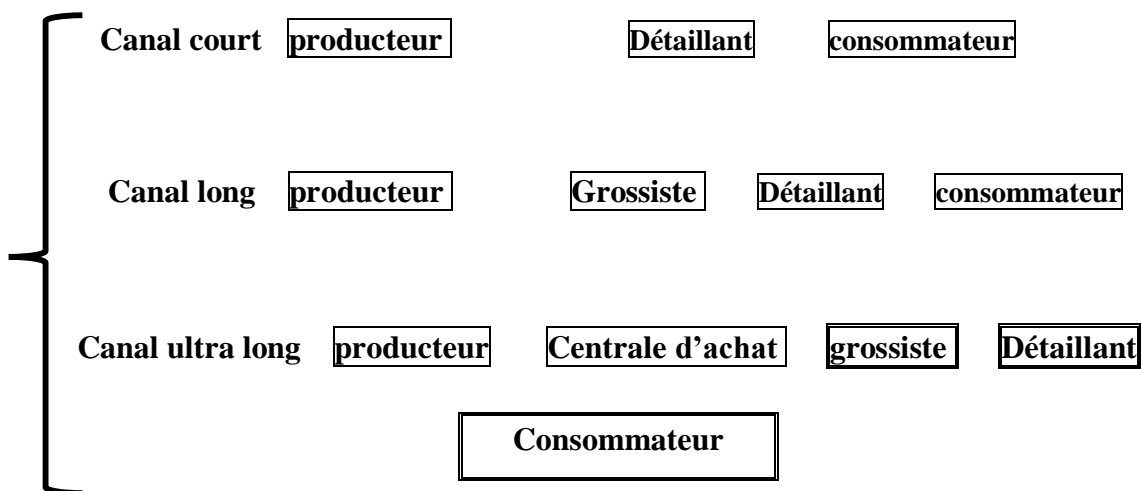 Canal court producteur Détaillant consommateur
Canal long producteur Grossiste Détaillant consommateur
Canal ultra long producteur Centrale d’achat grossiste Détaillant
Consommateur